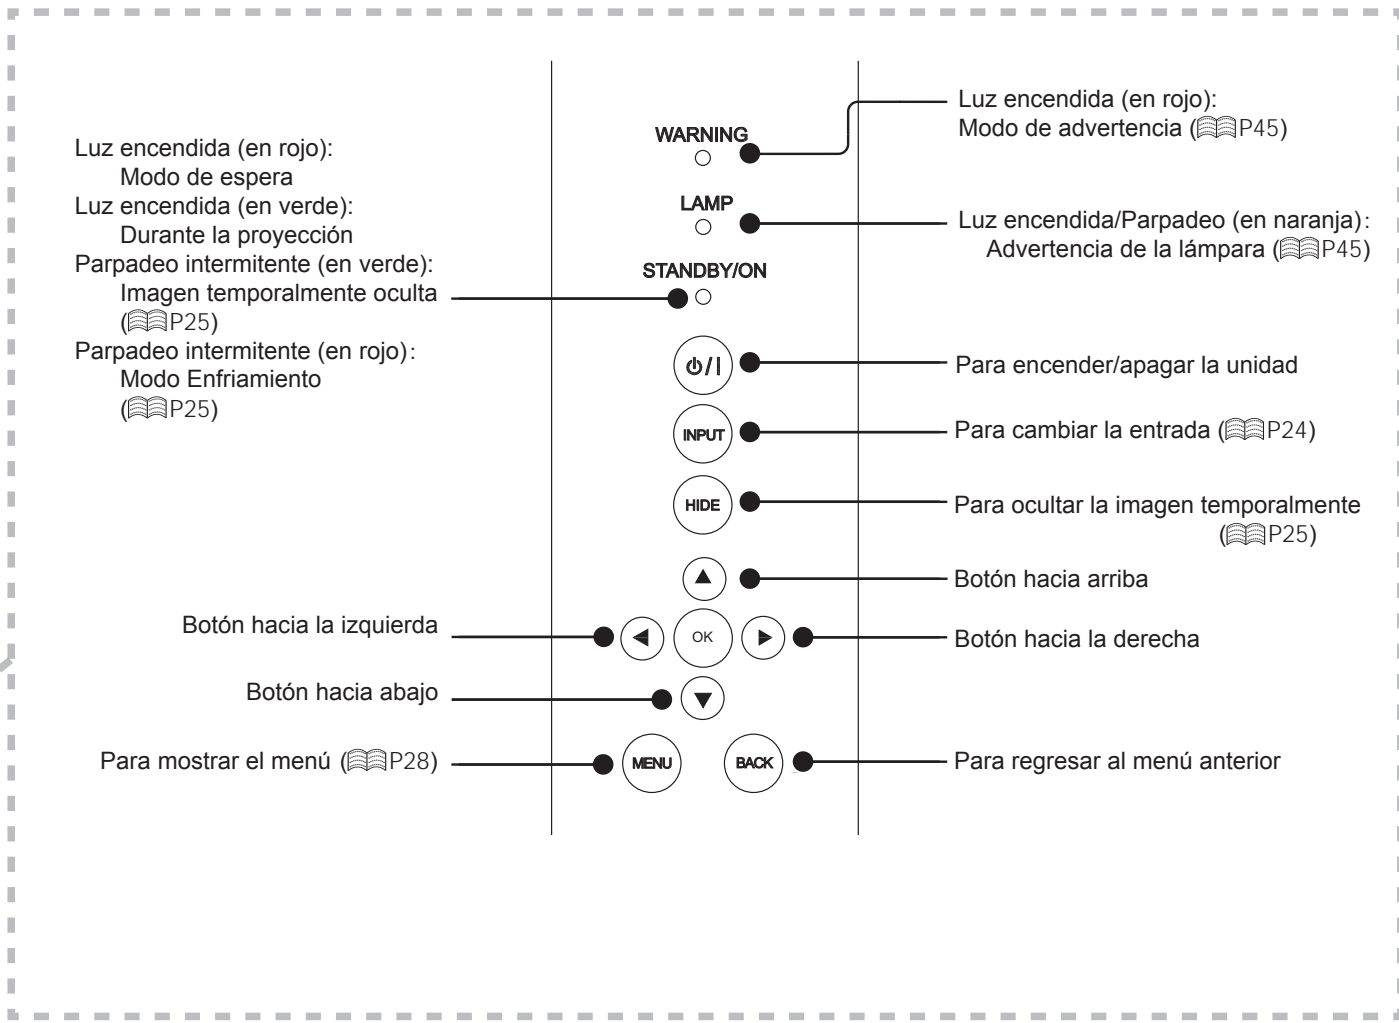 Luz encendida (en rojo):
Modo de espera
Luz encendida (en verde):
Durante la proyección
Parpadeo intermitente (en verde):
Imagen temporalmente oculta
(P25)
Parpadeo intermitente (en rojo):
Modo Enfriamiento
(P25)
Botón hacia la izquierda
Botón hacia abajo
Para mostrar el menú (P28)
WARNING
LAMP
STANDBY/ON
⏻/I
INPUT
HIDE
▲
◀ OK ▶
▼
MENU BACK
Luz encendida (en rojo):
Modo de advertencia (P45)
Luz encendida/Parpadeo (en naranja):
Advertencia de la lámpara (P45)
Para encender/apagar la unidad
Para cambiar la entrada (P24)
Para ocultar la imagen temporalmente
(P25)
Botón hacia arriba
Botón hacia la derecha
Para regresar al menú anterior